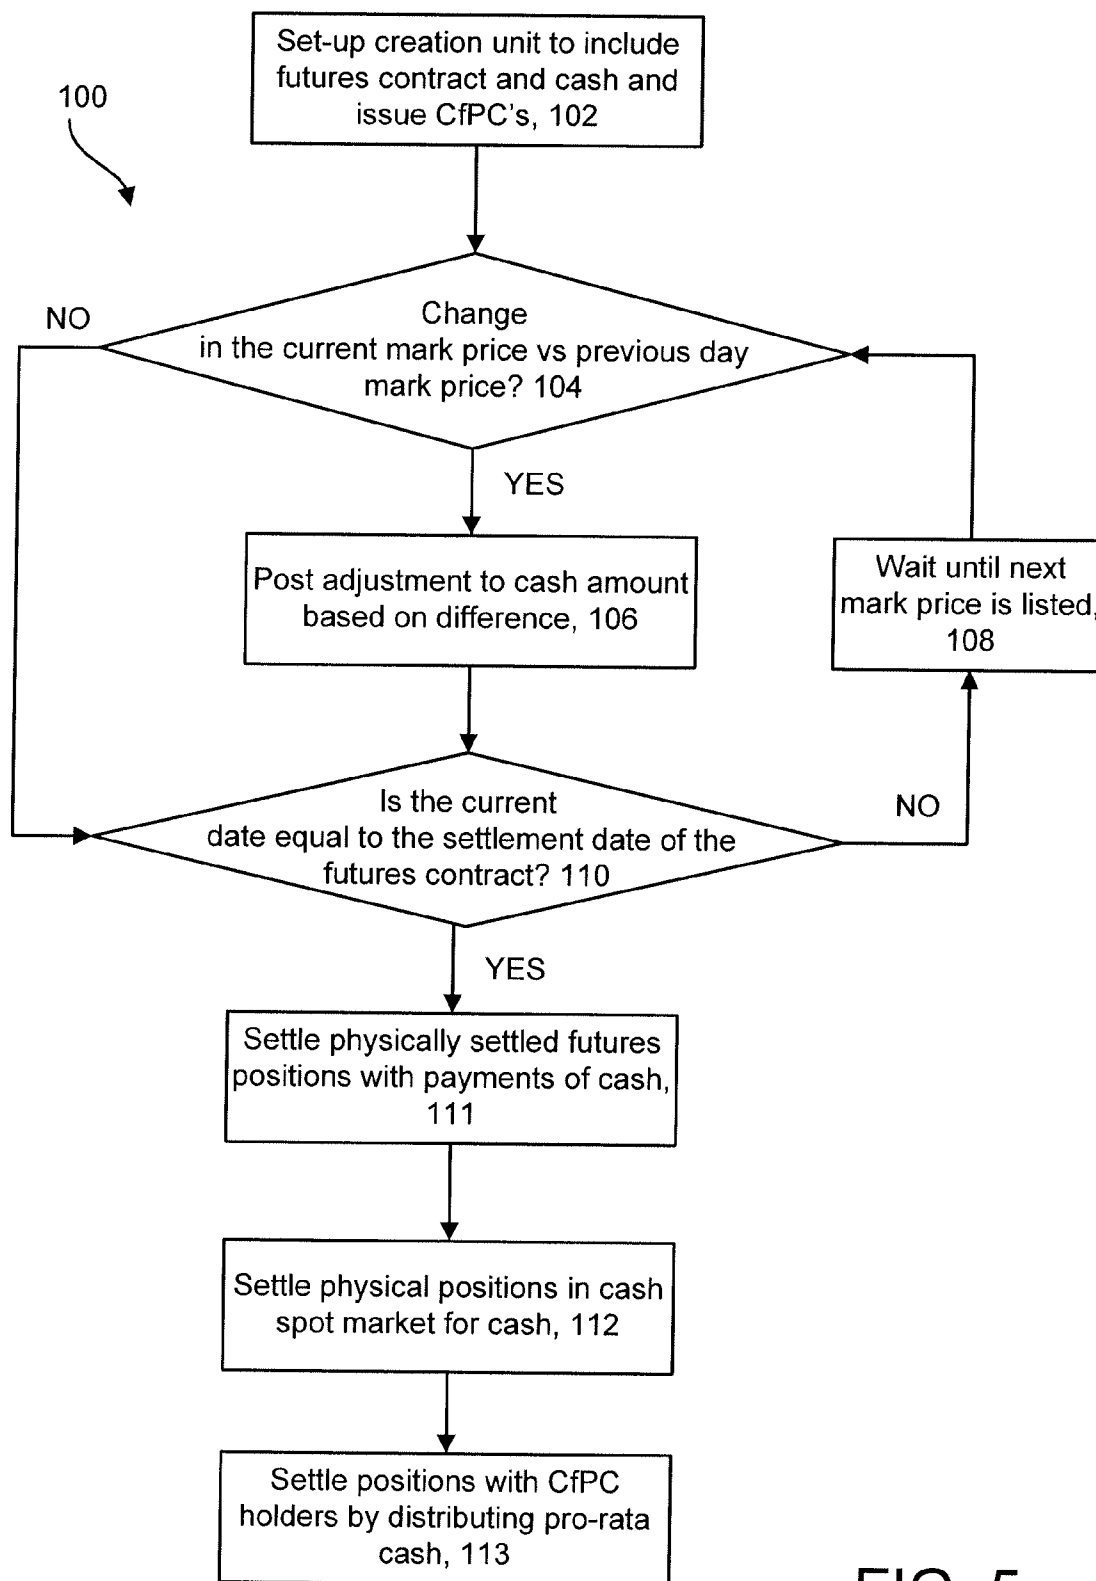 Set-up creation unit to include
futures contract and cash and
issue CfPC's, 102
100
NO
Change
in the current mark price vs previous day
mark price? 104
YES
Post adjustment to cash amount
based on difference, 106
Wait until next
mark price is listed,
108
Is the current
date equal to the settlement date of the
futures contract? 110
NO
YES
Settle physically settled futures
positions with payments of cash,
111
Settle physical positions in cash
spot market for cash, 112
Settle positions with CfPC
holders by distributing pro-rata
cash, 113
FIG. 5